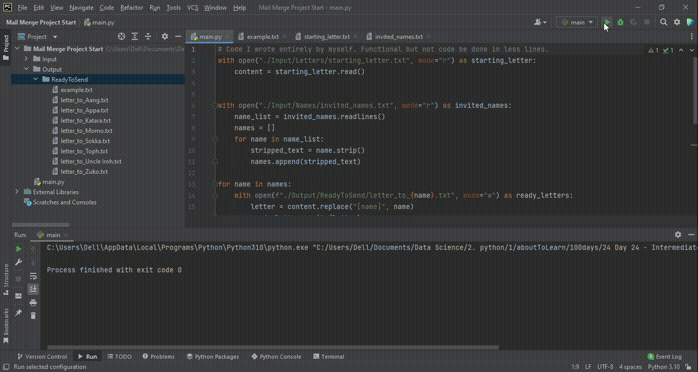 File Edit View Navigate Code Refactor Run Tools VCS Window Help Mail Merge Project Start - main.py
Mail Merge Project Start main.py
main
Project
main.py example.txt starting_letter.txt invited_names.txt
Mail Merge Project Start
Input
Output
ReadyToSend
example.txt
letter_to_Aang.txt
letter_to_Appa.txt
letter_to_Katara.txt
letter_to_Momo.txt
letter_to_Sokka.txt
letter_to_Toph.txt
letter_to_Uncle Iroh.txt
letter_to_Zuko.txt
main.py
External Libraries
Scratches and Consoles
1 # Code I wrote entirely by myself. Functional but not code be done in less lines.
2 with open("./Input/Letters/starting_letter.txt", mode="r") as starting_letter:
3 content = starting_letter.read()
4
5
6 with open("./Input/Names/invited_names.txt", mode="r") as invited_names:
7 name_list = invited_names.readlines()
8 names = []
9 for name in name_list:
10 stripped_text = name.strip()
11 names.append(stripped_text)
12
13 for name in names:
14 with open(f"./Output/ReadyToSend/letter_to_{name}.txt", mode="w") as ready_letters:
15 letter = content.replace("[name]", name)
1 1
Run: main
C:\Users\Dell\AppData\Local\Programs\Python\Python310\python.exe "C:/Users/Dell/Documents/Data Science/2. python/1/aboutToLearn/100days/24 Day 24 - Intermediat
Process finished with exit code 0
Structure
Bookmarks
Version Control Run TODO Problems Python Packages Python Console Terminal Event Log
Run selected configuration 1:9 LF UTF-8 4 spaces Python 3.10